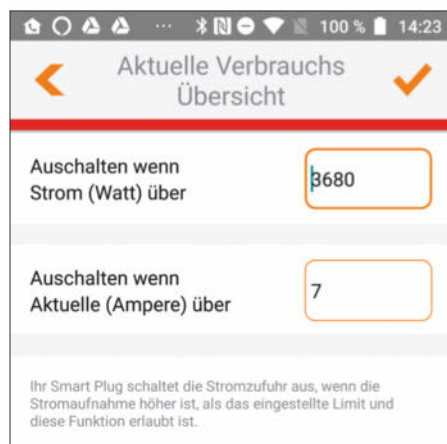 100 % 14:23
Aktuelle Verbrauchs
Übersicht
Auschalten wenn
Strom (Watt) über
3680
Auschalten wenn
Aktuelle (Ampere) über
7
Ihr Smart Plug schaltet die Stromzufuhr aus, wenn die
Stromaufnahme höher ist, als das eingestellte Limit und
diese Funktion erlaubt ist.